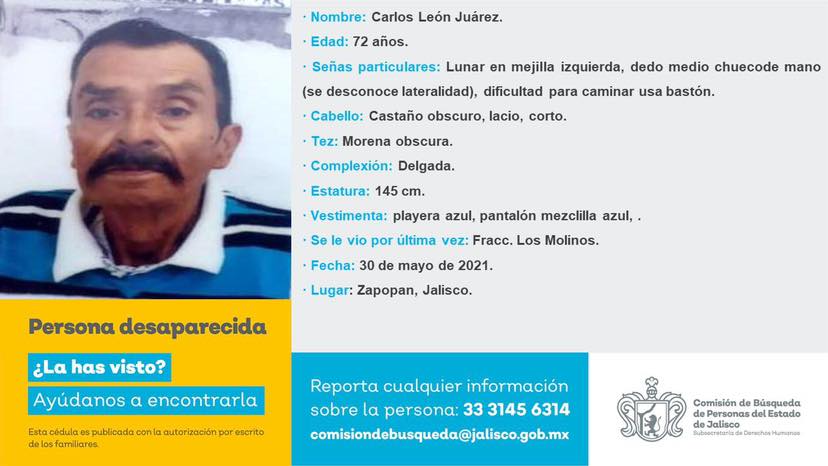 · Nombre: Carlos León Juárez.
· Edad: 72 años.
· Señas particulares: Lunar en mejilla izquierda, dedo medio chuecode mano
(se desconoce lateralidad), dificultad para caminar usa bastón.
· Cabello: Castaño obscuro, lacio, corto.
· Tez: Morena obscura.
· Complexión: Delgada.
· Estatura: 145 cm.
· Vestimenta: playera azul, pantalón mezclilla azul, .
· Se le vio por última vez: Fracc. Los Molinos.
· Fecha: 30 de mayo de 2021.
· Lugar: Zapopan, Jalisco.
Persona desaparecida
¿La has visto?
Ayúdanos a encontrarla
Esta cédula es publicada con la autorización por escrito
de los familiares.
Reporta cualquier información
sobre la persona: 33 3145 6314
comisiondebusqueda@jalisco.gob.mx
Comisión de Búsqueda
de Personas del Estado
de Jalisco
Subsecretaría de Derechos Humanos